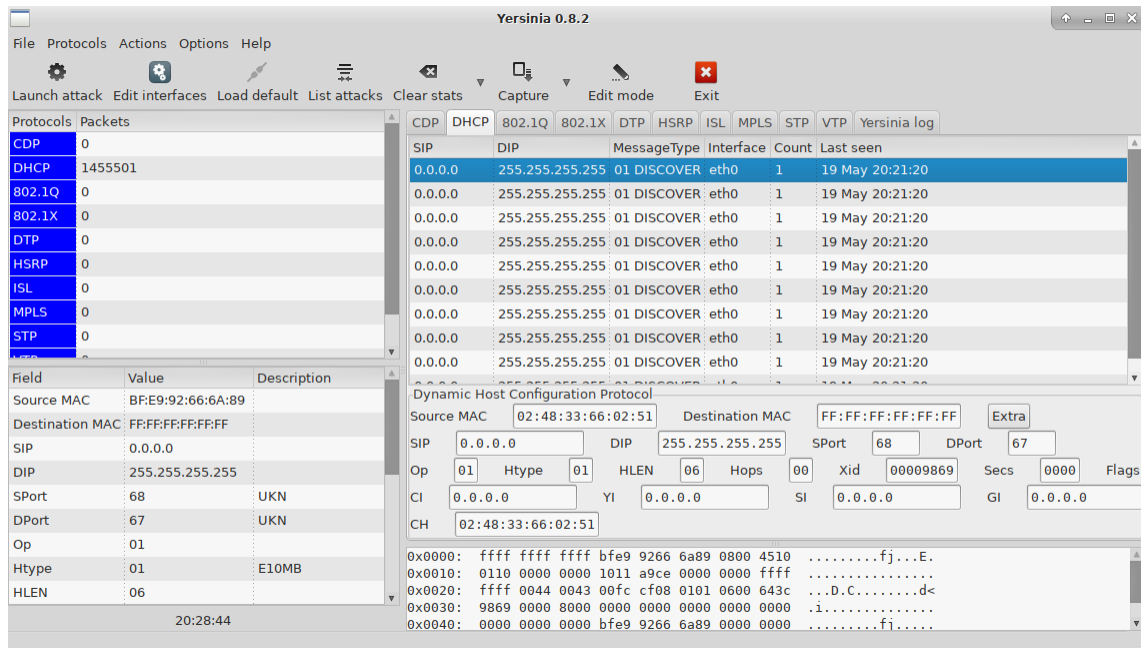 Yersinia 0.8.2
File Protocols Actions Options Help
Launch attack Edit interfaces Load default List attacks Clear stats Capture Edit mode Exit
Protocols Packets
CDP 0
DHCP 1455501
802.1Q 0
802.1X 0
DTP 0
HSRP 0
ISL 0
MPLS 0
STP 0
Field Value Description
Source MAC BF:E9:92:66:6A:89
Destination MAC FF:FF:FF:FF:FF:FF
SIP 0.0.0.0
DIP 255.255.255.255
SPort 68 UKN
DPort 67 UKN
Op 01
Htype 01 E10MB
HLEN 06
20:28:44
CDP DHCP 802.1Q 802.1X DTP HSRP ISL MPLS STP VTP Yersinia log
SIP DIP MessageType Interface Count Last seen
0.0.0.0 255.255.255.255 01 DISCOVER eth0 1 19 May 20:21:20
0.0.0.0 255.255.255.255 01 DISCOVER eth0 1 19 May 20:21:20
0.0.0.0 255.255.255.255 01 DISCOVER eth0 1 19 May 20:21:20
0.0.0.0 255.255.255.255 01 DISCOVER eth0 1 19 May 20:21:20
0.0.0.0 255.255.255.255 01 DISCOVER eth0 1 19 May 20:21:20
0.0.0.0 255.255.255.255 01 DISCOVER eth0 1 19 May 20:21:20
0.0.0.0 255.255.255.255 01 DISCOVER eth0 1 19 May 20:21:20
0.0.0.0 255.255.255.255 01 DISCOVER eth0 1 19 May 20:21:20
0.0.0.0 255.255.255.255 01 DISCOVER eth0 1 19 May 20:21:20
Dynamic Host Configuration Protocol
Source MAC 02:48:33:66:02:51 Destination MAC FF:FF:FF:FF:FF:FF Extra
SIP 0.0.0.0 DIP 255.255.255.255 SPort 68 DPort 67
Op 01 Htype 01 HLEN 06 Hops 00 Xid 00009869 Secs 0000 Flags
CI 0.0.0.0 YI 0.0.0.0 SI 0.0.0.0 GI 0.0.0.0
CH 02:48:33:66:02:51
0x0000: ffff ffff ffff bfe9 9266 6a89 0800 4510 .........fj...E.
0x0010: 0110 0000 0000 1011 a9ce 0000 0000 ffff ................
0x0020: ffff 0044 0043 00fc cf08 0101 0600 643c ...D.C........d<
0x0030: 9869 0000 8000 0000 0000 0000 0000 0000 .i..............
0x0040: 0000 0000 0000 bfe9 9266 6a89 0000 0000 .........fj.....